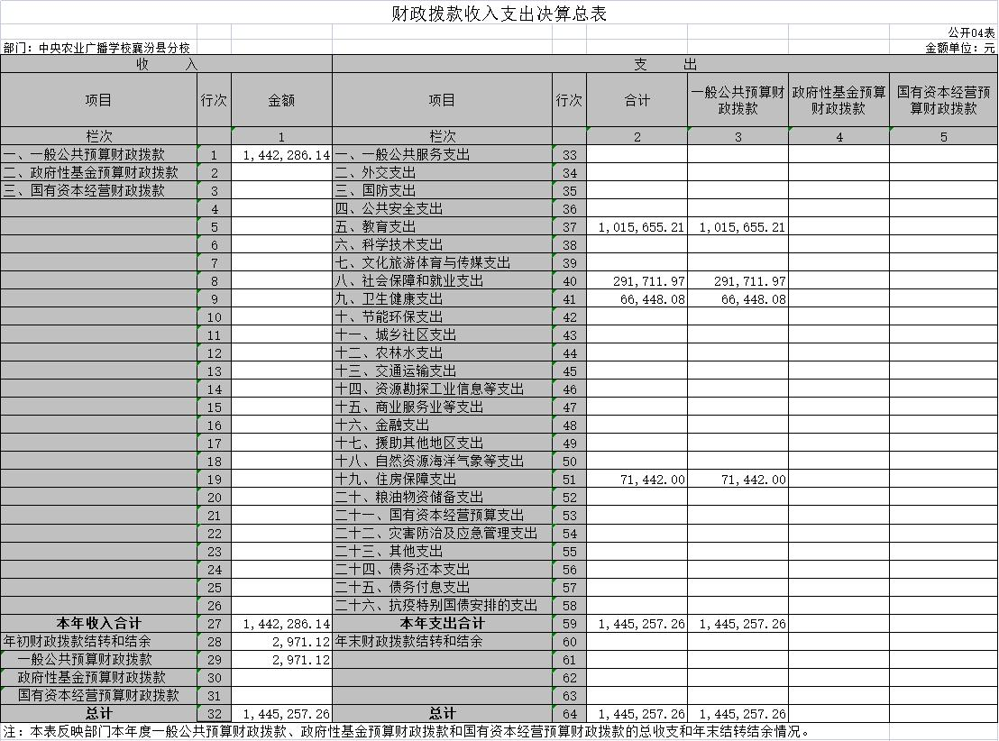 财政拨款收入支出决算总表
公开04表
部门：中央农业广播学校襄汾县分校 金额单位：元
收 入 支 出
项目 行次 金额 项目 行次 合计 一般公共预算财政拨款 政府性基金预算财政拨款 国有资本经营预算财政拨款
栏次 1 栏次 2 3 4 5
一、一般公共预算财政拨款 1 1,442,286.14 一、一般公共服务支出 33
二、政府性基金预算财政拨款 2 二、外交支出 34
三、国有资本经营财政拨款 3 三、国防支出 35
4 四、公共安全支出 36
5 五、教育支出 37 1,015,655.21 1,015,655.21
6 六、科学技术支出 38
7 七、文化旅游体育与传媒支出 39
8 八、社会保障和就业支出 40 291,711.97 291,711.97
9 九、卫生健康支出 41 66,448.08 66,448.08
10 十、节能环保支出 42
11 十一、城乡社区支出 43
12 十二、农林水支出 44
13 十三、交通运输支出 45
14 十四、资源勘探工业信息等支出 46
15 十五、商业服务业等支出 47
16 十六、金融支出 48
17 十七、援助其他地区支出 49
18 十八、自然资源海洋气象等支出 50
19 十九、住房保障支出 51 71,442.00 71,442.00
20 二十、粮油物资储备支出 52
21 二十一、国有资本经营预算支出 53
22 二十二、灾害防治及应急管理支出 54
23 二十三、其他支出 55
24 二十四、债务还本支出 56
25 二十五、债务付息支出 57
26 二十六、抗疫特别国债安排的支出 58
本年收入合计 27 1,442,286.14 本年支出合计 59 1,445,257.26 1,445,257.26
年初财政拨款结转和结余 28 2,971.12 年末财政拨款结转和结余 60
一般公共预算财政拨款 29 2,971.12 61
政府性基金预算财政拨款 30 62
国有资本经营预算财政拨款 31 63
总计 32 1,445,257.26 总计 64 1,445,257.26 1,445,257.26
注：本表反映部门本年度一般公共预算财政拨款、政府性基金预算财政拨款和国有资本经营预算财政拨款的总收支和年末结转结余情况。